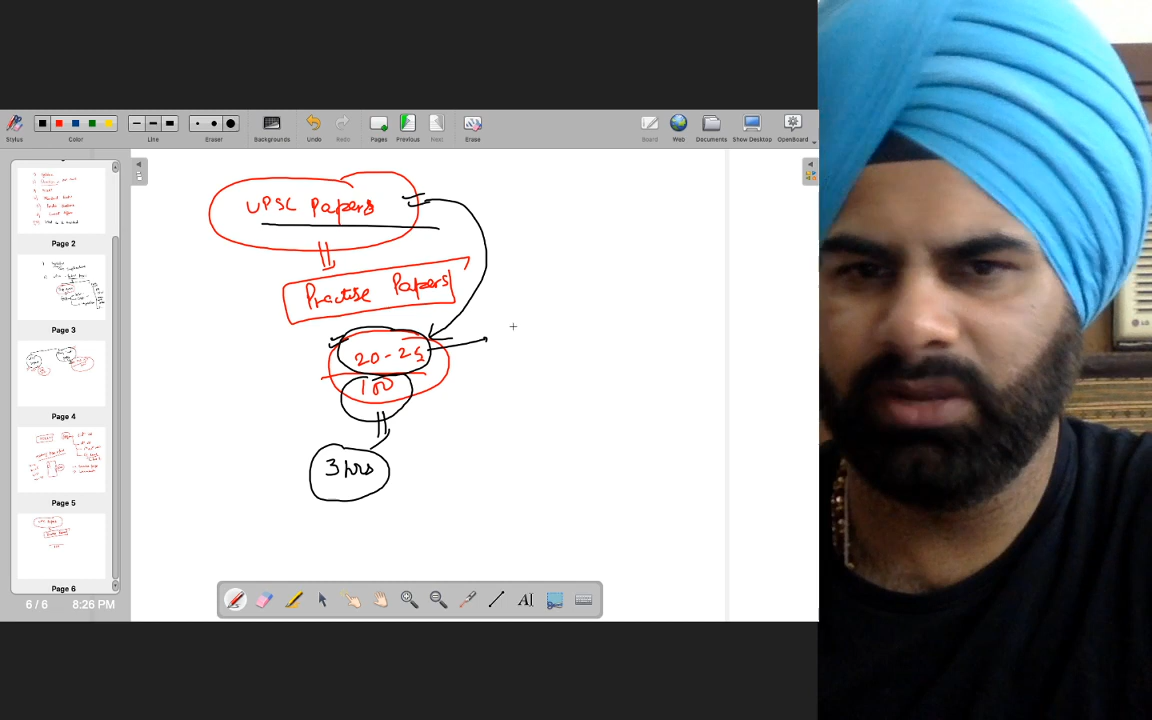 Stylus
Color
Line
Eraser
Backgrounds
Undo
Redo
Pages
Previous
Next
Erase
Board
Web
Documents
Show Desktop
OpenBoard
Page 2
Page 3
Page 4
Page 5
Page 6
6 / 6 8:26 PM
UPSC Papers
Practise Papers
20 - 25
100
3 hrs